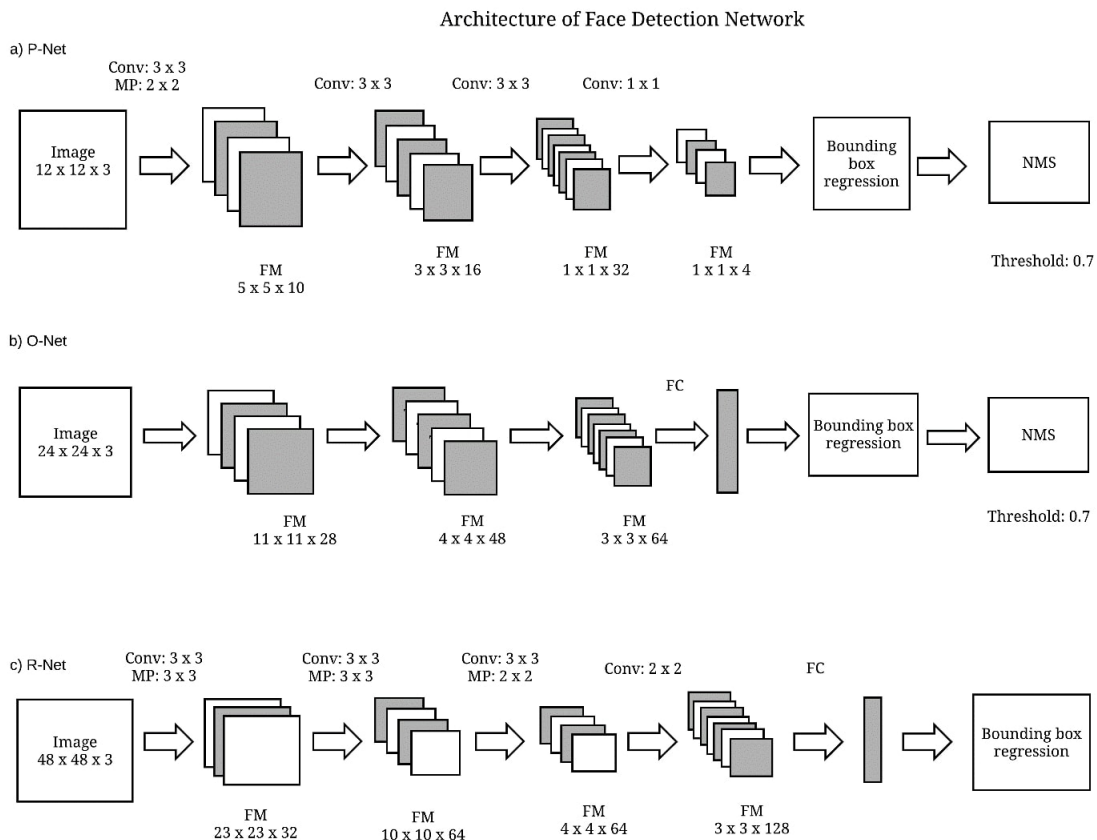 Architecture of Face Detection Network
a) P-Net
Conv: 3 x 3
MP: 2 x 2
Conv: 3 x 3
Conv: 3 x 3
Conv: 1 x 1
Image
12 x 12 x 3
Bounding
box
regression
NMS
FM
5 x 5 x 10
FM
3 x 3 x 16
FM
1 x 1 x 32
FM
1 x 1 x 4
Threshold: 0.7
b) O-Net
FC
Image
24 x 24 x 3
Bounding box
regression
NMS
FM
11 x 11 x 28
FM
4 x 4 x 48
FM
3 x 3 x 64
Threshold: 0.7
c) R-Net
Conv: 3 x 3
MP: 3 x 3
Conv: 3 x 3
MP: 3 x 3
Conv: 3 x 3
MP: 2 x 2
Conv: 2 x 2
FC
Image
48 x 48 x 3
Bounding box
regression
FM
23 x 23 x 32
FM
10 x 10 x 64
FM
4 x 4 x 64
FM
3 x 3 x 128